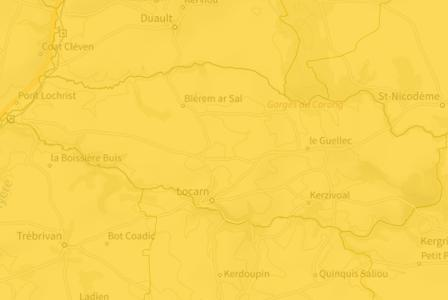 Duault
Coat Cléven
Pont Lochrist
Blérem ar Sal
Gorges du Corong
St-Nicodème
le Guellec
la Boissière Buis
Locarn
Kerzivoal
Trébrivan
Bot Coadic
Kergri
Petit P
Kerdoupin
Quinquis Saliou
Ladien